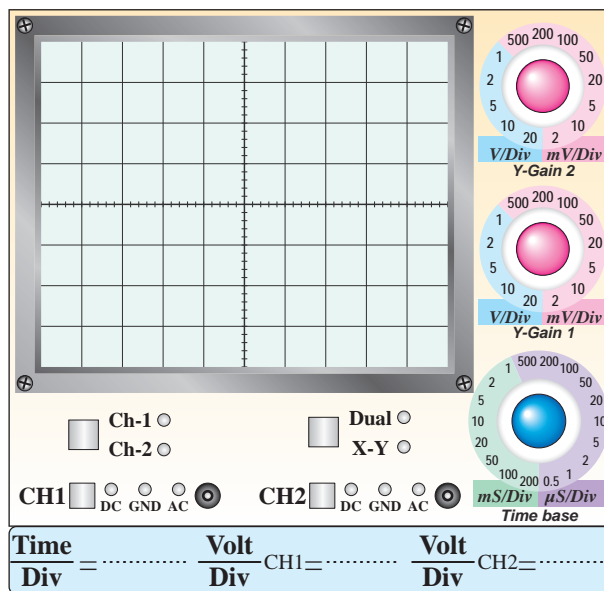 500 200 100
1 50
2 20
5 10
10 5
20 2
V/Div mV/Div
Y-Gain 2
500 200 100
1 50
2 20
5 10
10 5
20 2
V/Div mV/Div
Y-Gain 1
500 200 100
1 50
2 20
5 10
10 5
20 2
50 1
100 0.5
200
mS/Div µS/Div
Time base
Ch-1
Ch-2
Dual
X-Y
CH1 DC GND AC
CH2 DC GND AC
Time Volt Volt
= ............ CH1= ............ CH2= ............
Div Div Div